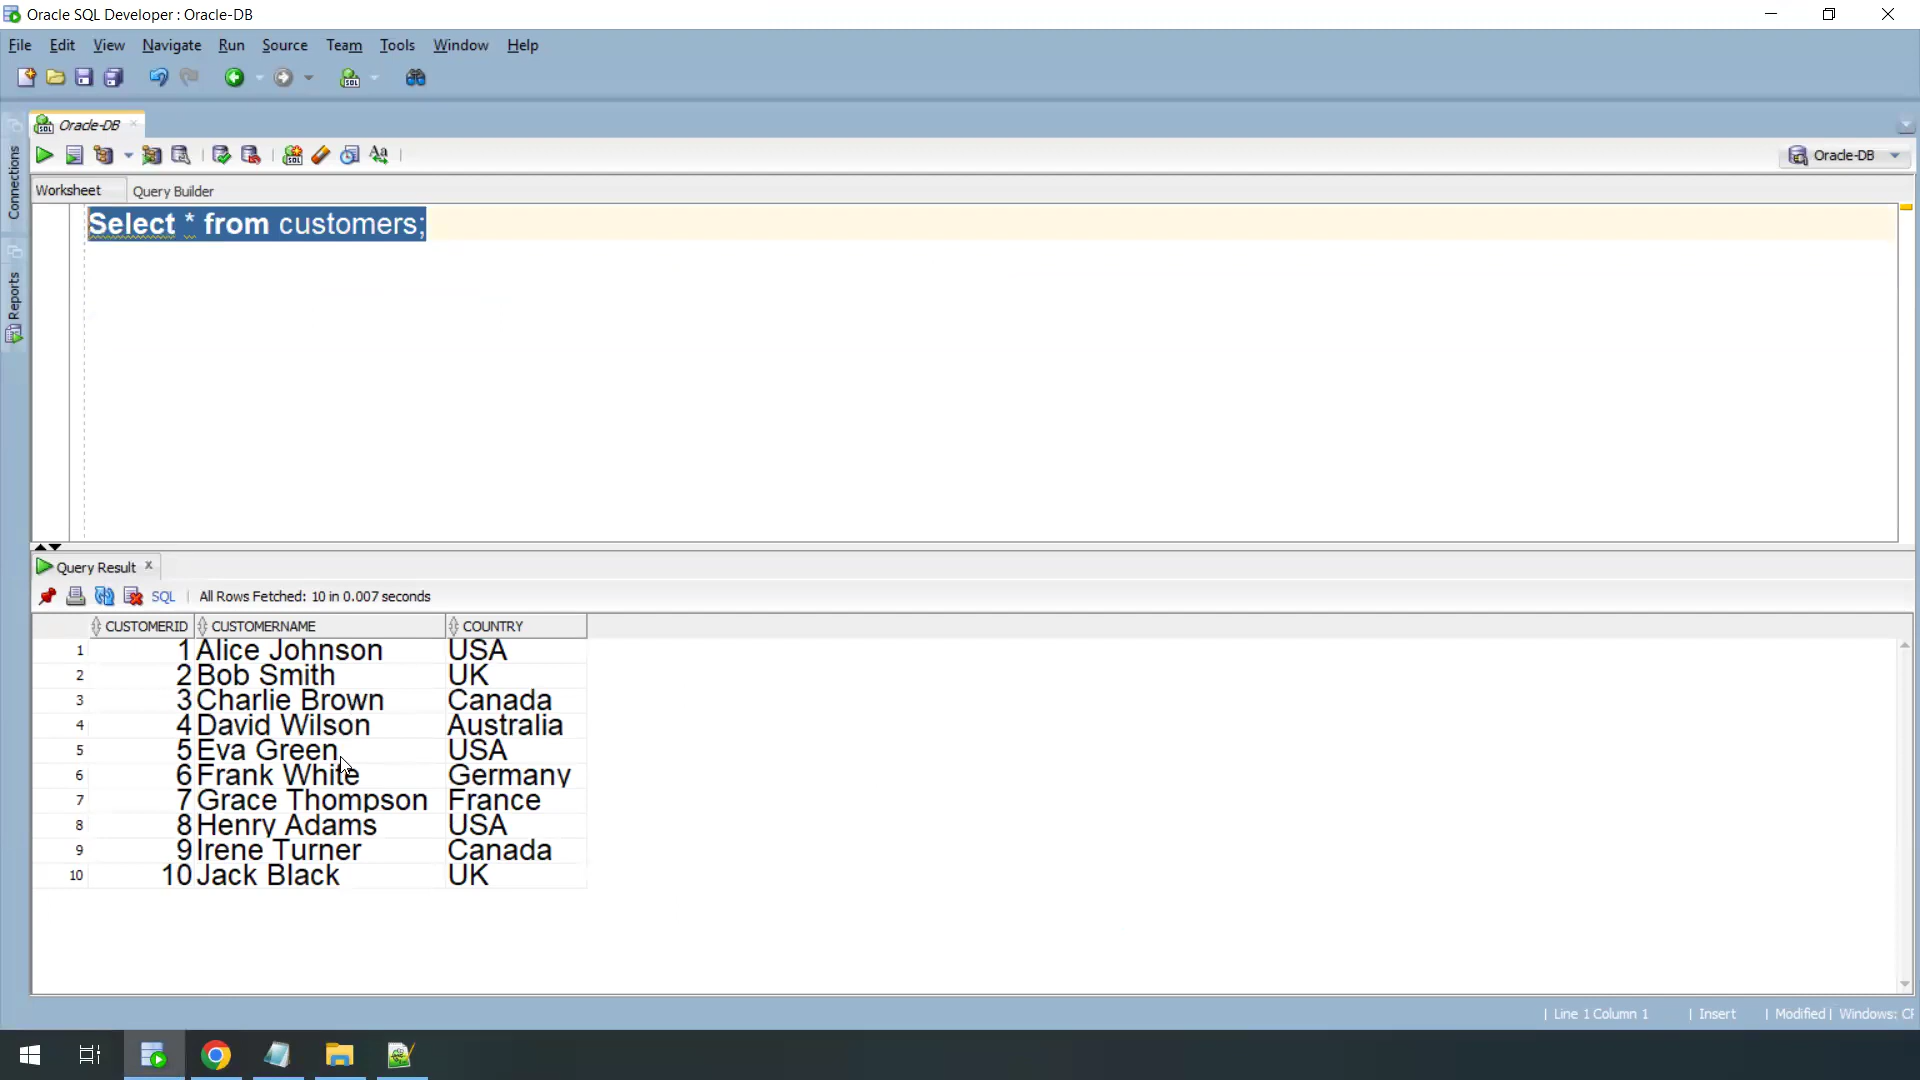 Oracle SQL Developer : Oracle-DB
File Edit View Navigate Run Source Team Tools Window Help
Oracle-DB
Oracle-DB
Worksheet Query Builder
Connections
Reports
Select * from customers;
Query Result x
SQL | All Rows Fetched: 10 in 0.007 seconds
CUSTOMERID CUSTOMERNAME COUNTRY
1 1 Alice Johnson USA
2 2 Bob Smith UK
3 3 Charlie Brown Canada
4 4 David Wilson Australia
5 5 Eva Green USA
6 6 Frank White Germany
7 7 Grace Thompson France
8 8 Henry Adams USA
9 9 Irene Turner Canada
10 10 Jack Black UK
| Line 1 Column 1 | Insert | Modified | Windows: CF